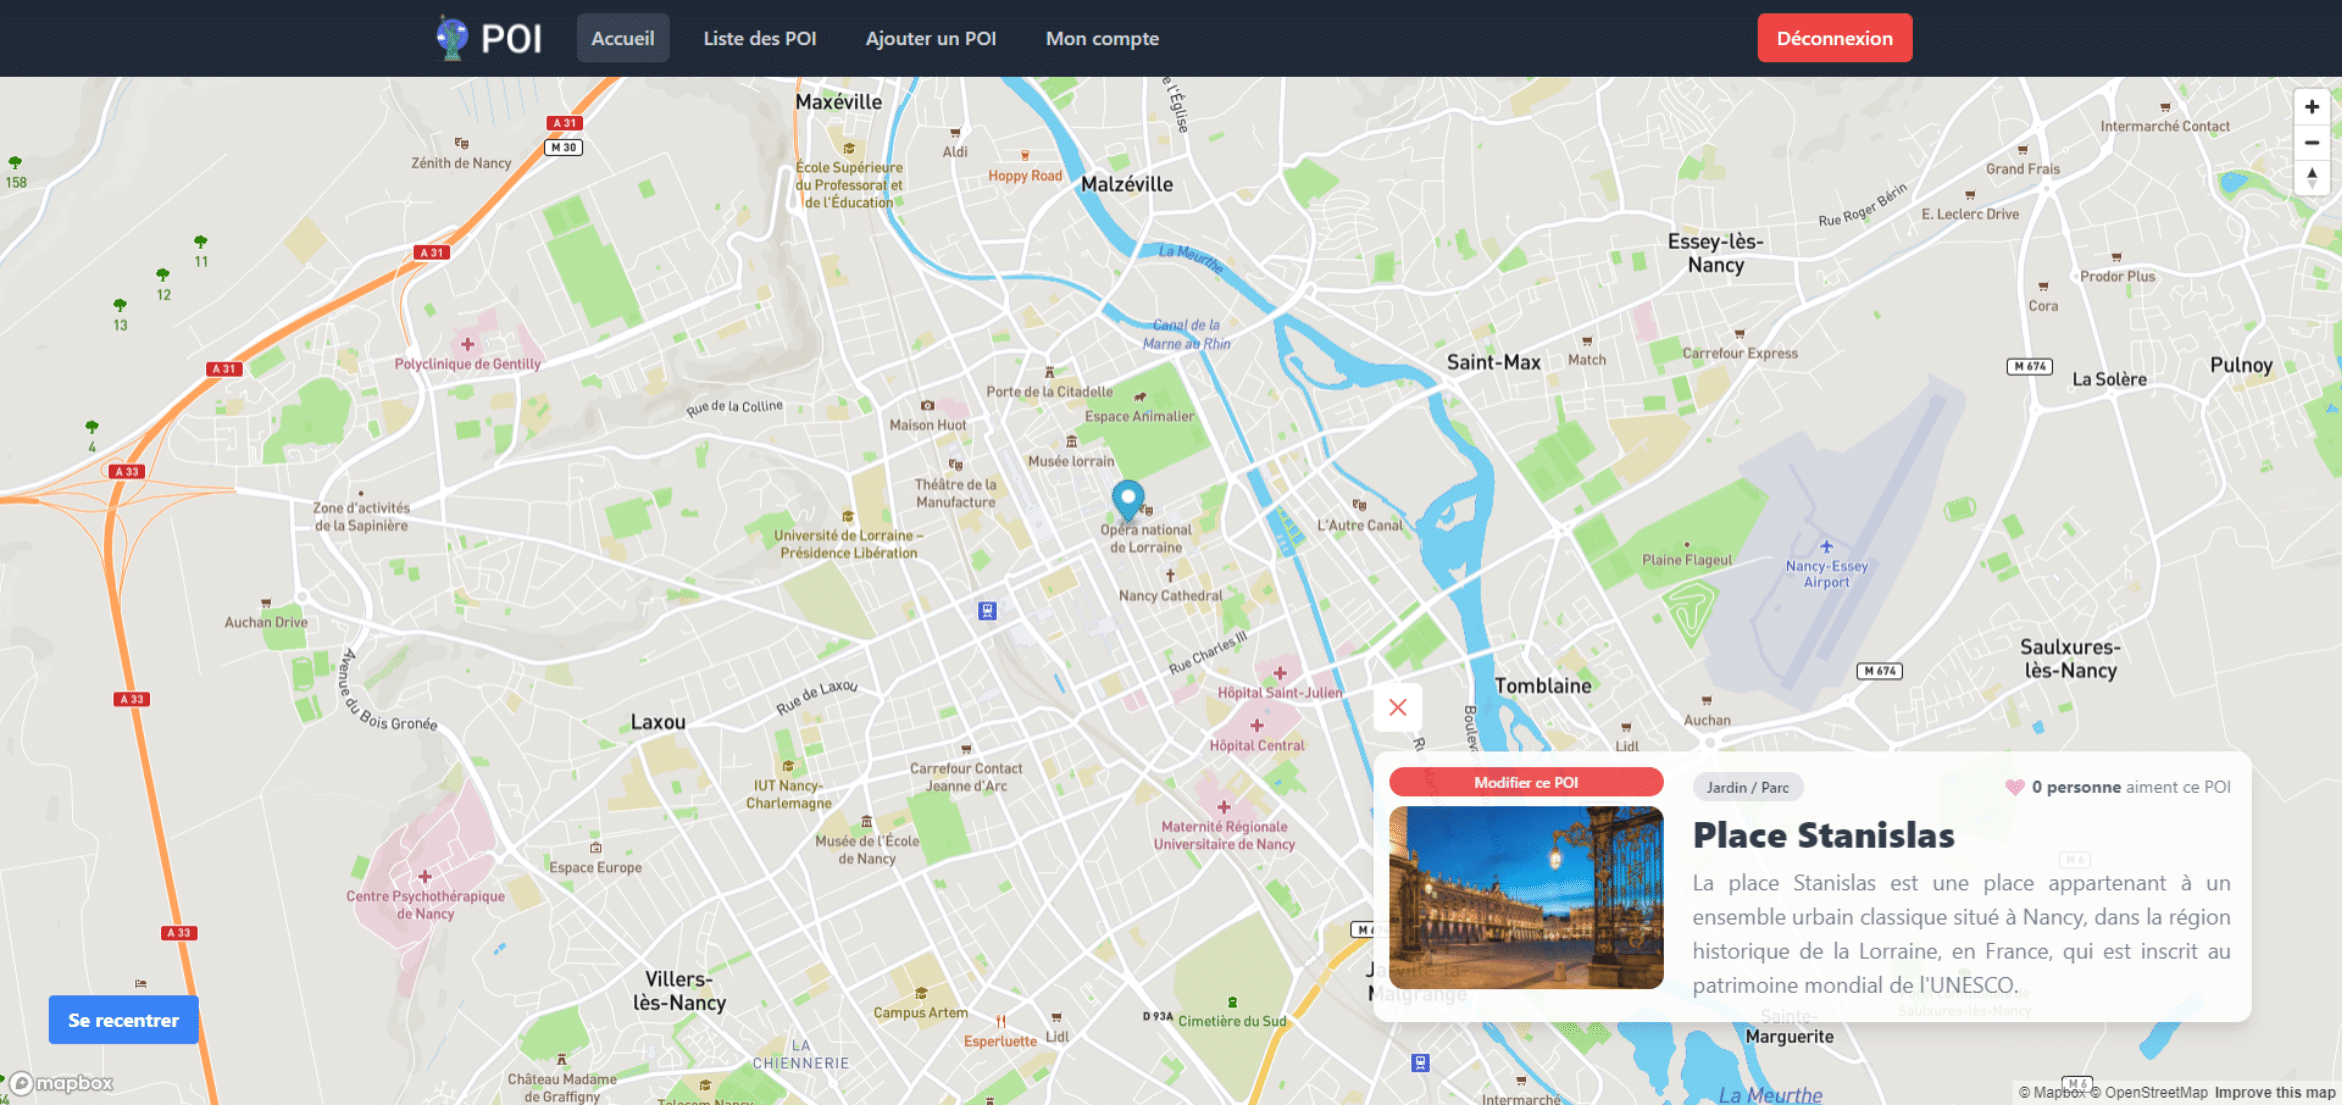 POI
Accueil
Liste des POI
Ajouter un POI
Mon compte
Déconnexion
Maxéville
A 31
M 30
Zénith de Nancy
École Supérieure
du Professorat et
de l'Éducation
Aldi
Hoppy Road
Malzéville
e l'Église
Intermarché Contact
Grand Frais
Rue Roger Bérin
E. Leclerc Drive
158
11
12
13
A 31
La Meurthe
Essey-lès-
Nancy
Prodor Plus
Cora
Canal de la
Marne au Rhin
Polyclinique de Gentilly
A 31
Saint-Max
Match
Carrefour Express
M 674
La Solère
Pulnoy
Porte de la Citadelle
Espace Animalier
Rue de la Colline
Maison Huot
4
Musée lorrain
A 33
Théâtre de la
Manufacture
Zone d'activités
de la Sapinière
Université de Lorraine –
Présidence Libération
Opéra national
de Lorraine
L'Autre Canal
Plaine Flageul
Nancy-Essey
Airport
Nancy Cathedral
Auchan Drive
Rue Charles III
Saulxures-
lès-Nancy
M 674
Avenue du Bois Gronée
A 33
Rue de Laxou
Hôpital Saint-Julien
Tomblaine
Laxou
Auchan
Lidl
Hôpital Central
Carrefour Contact
Jeanne d'Arc
IUT Nancy-
Charlemagne
Maternité Régionale
Universitaire de Nancy
Musée de l'École
de Nancy
Espace Europe
Centre Psychothérapique
de Nancy
A 33
Modifier ce POI
Jardin / Parc
0 personne aiment ce POI
Place Stanislas
M 6
La place Stanislas est une place appartenant à un
ensemble urbain classique situé à Nancy, dans la région
historique de la Lorraine, en France, qui est inscrit au
patrimoine mondial de l'UNESCO.
Villers-
lès-Nancy
Malgrange
Saulxures-lès-Nancy
Sainte-
Marguerite
Se recentrer
Campus Artem
D 93A
Cimetière du Sud
Esperluette
Lidl
LA
CHIENNERIE
Château Madame
de Graffigny
Telecom Nancy
Intermarché
La Meurthe
M 6
mapbox
© Mapbox © OpenStreetMap Improve this map